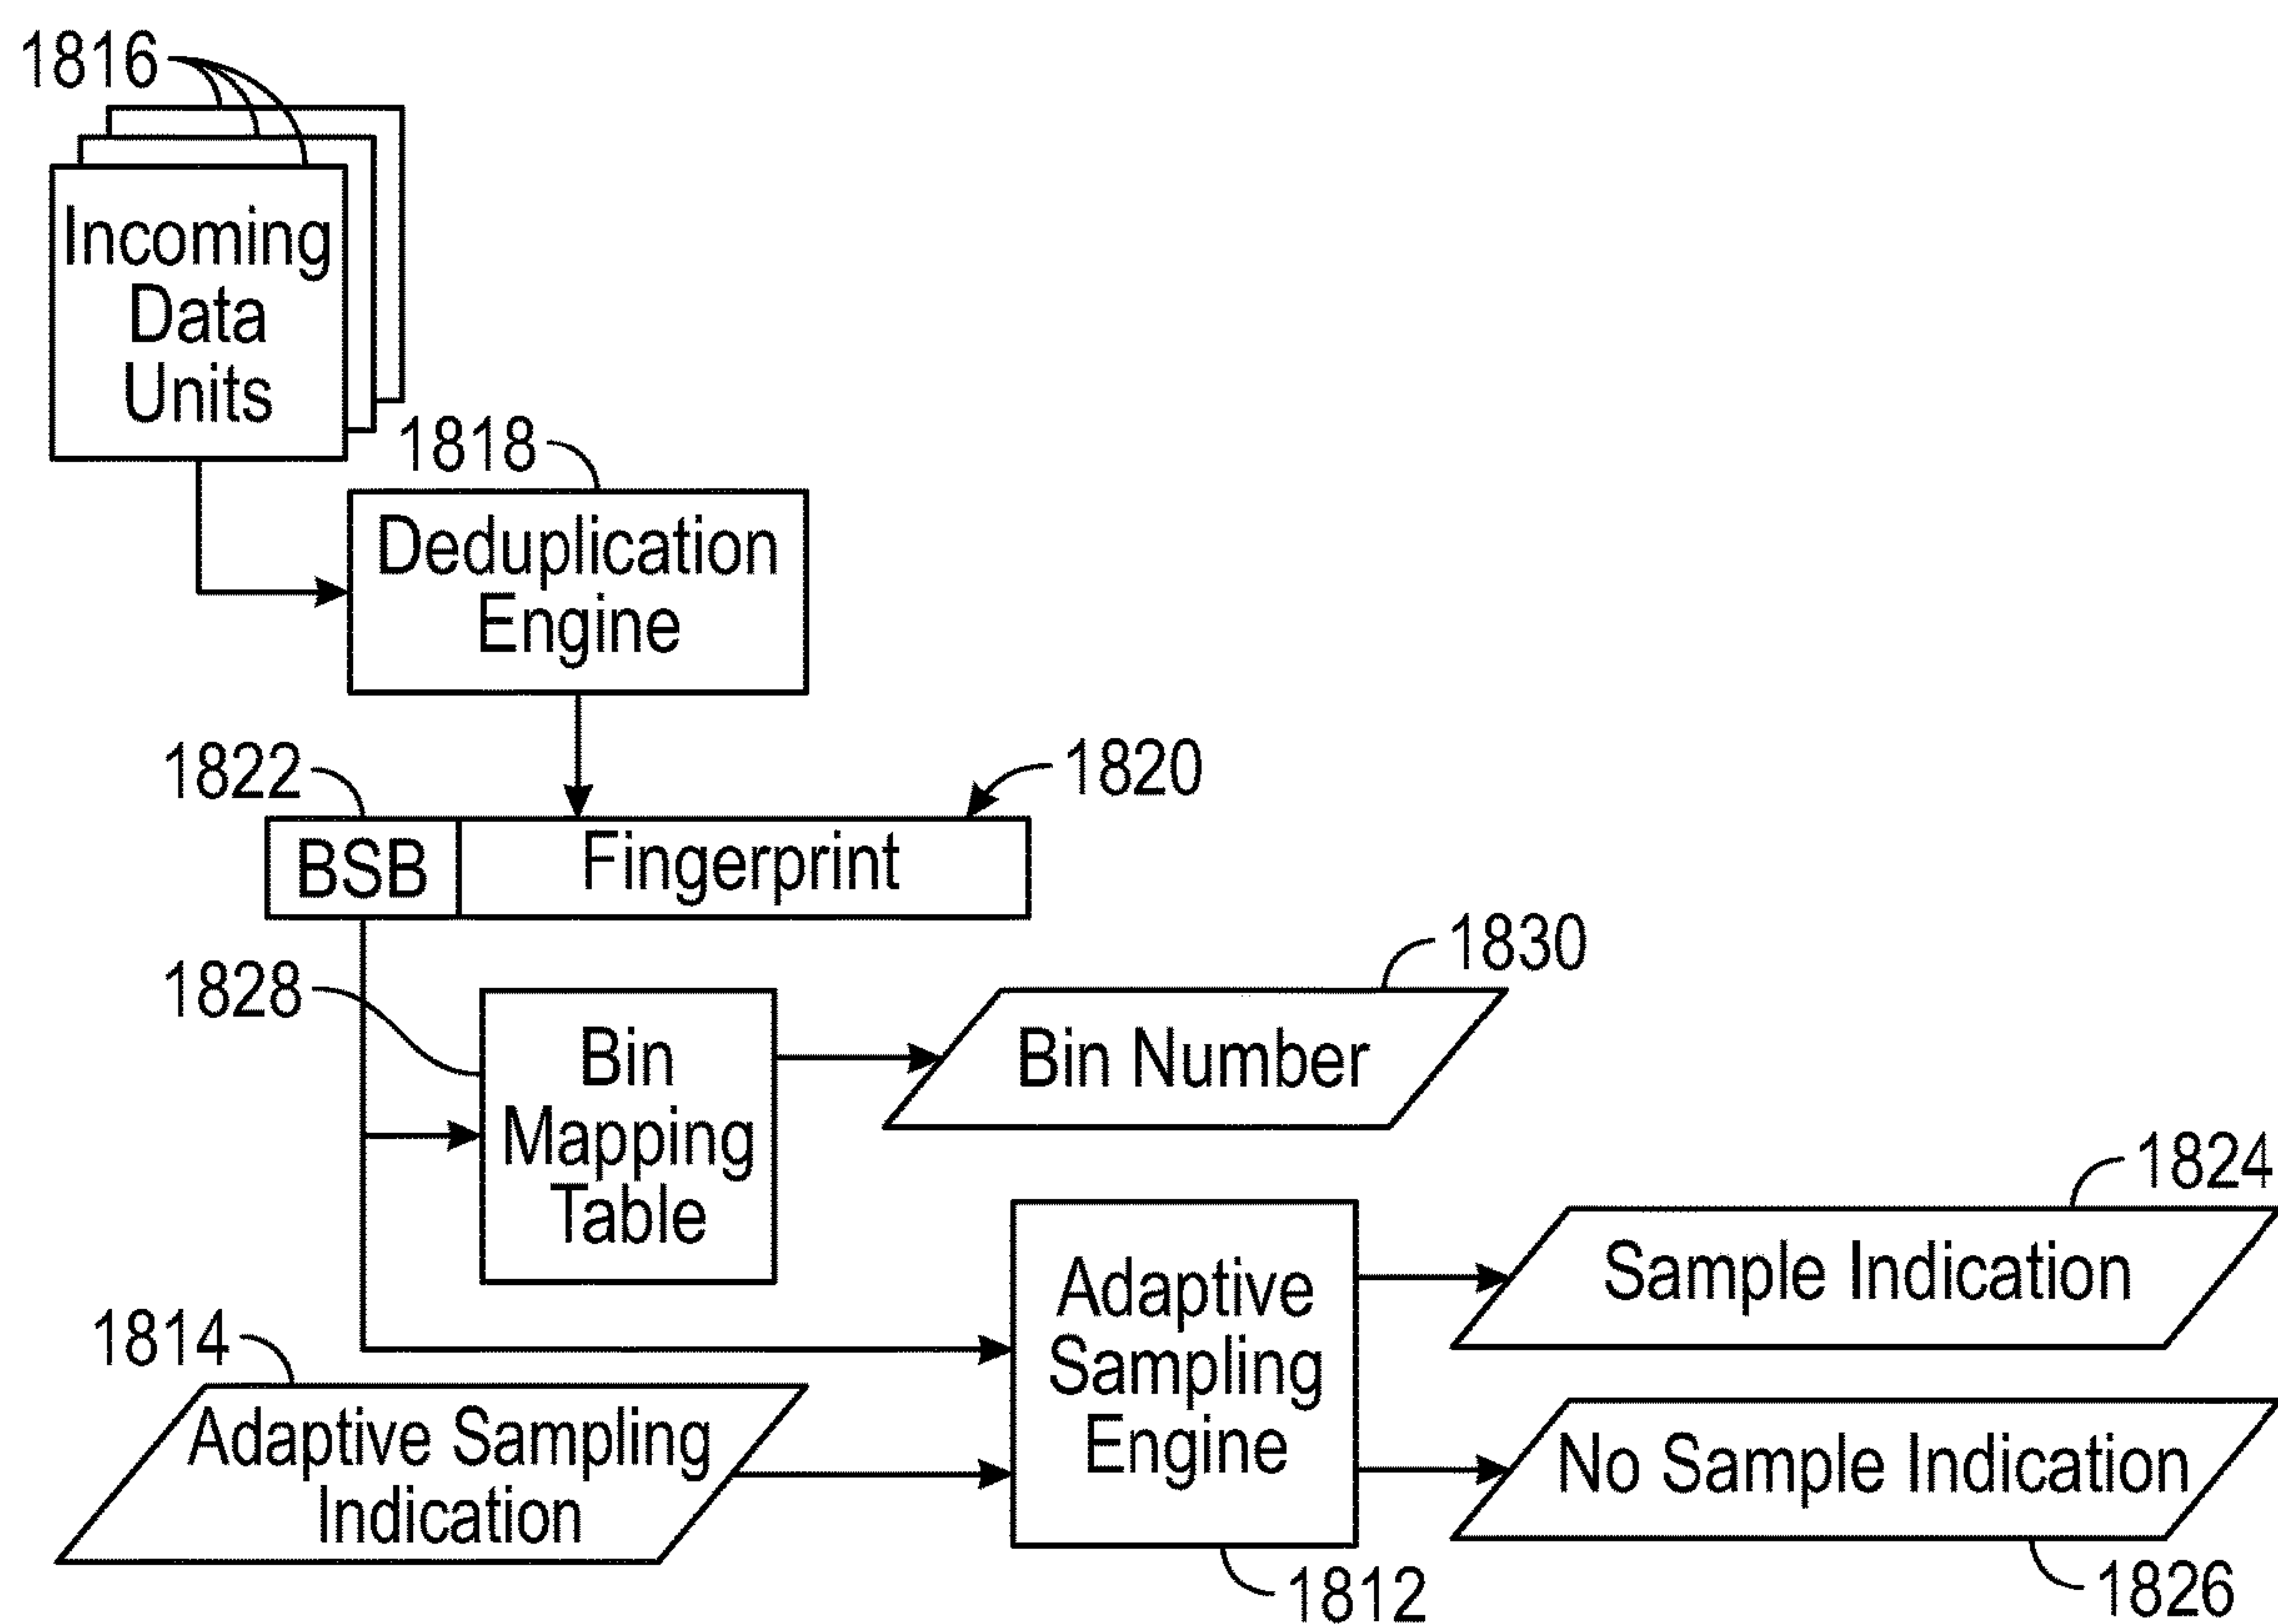 1816
Incoming
Data
Units
1818
Deduplication
Engine
1822
1820
BSB
Fingerprint
1828
1830
Bin
Mapping
Table
Bin Number
1824
Adaptive
Sampling
Engine
Sample Indication
1814
Adaptive Sampling
Indication
No Sample Indication
1812
1826